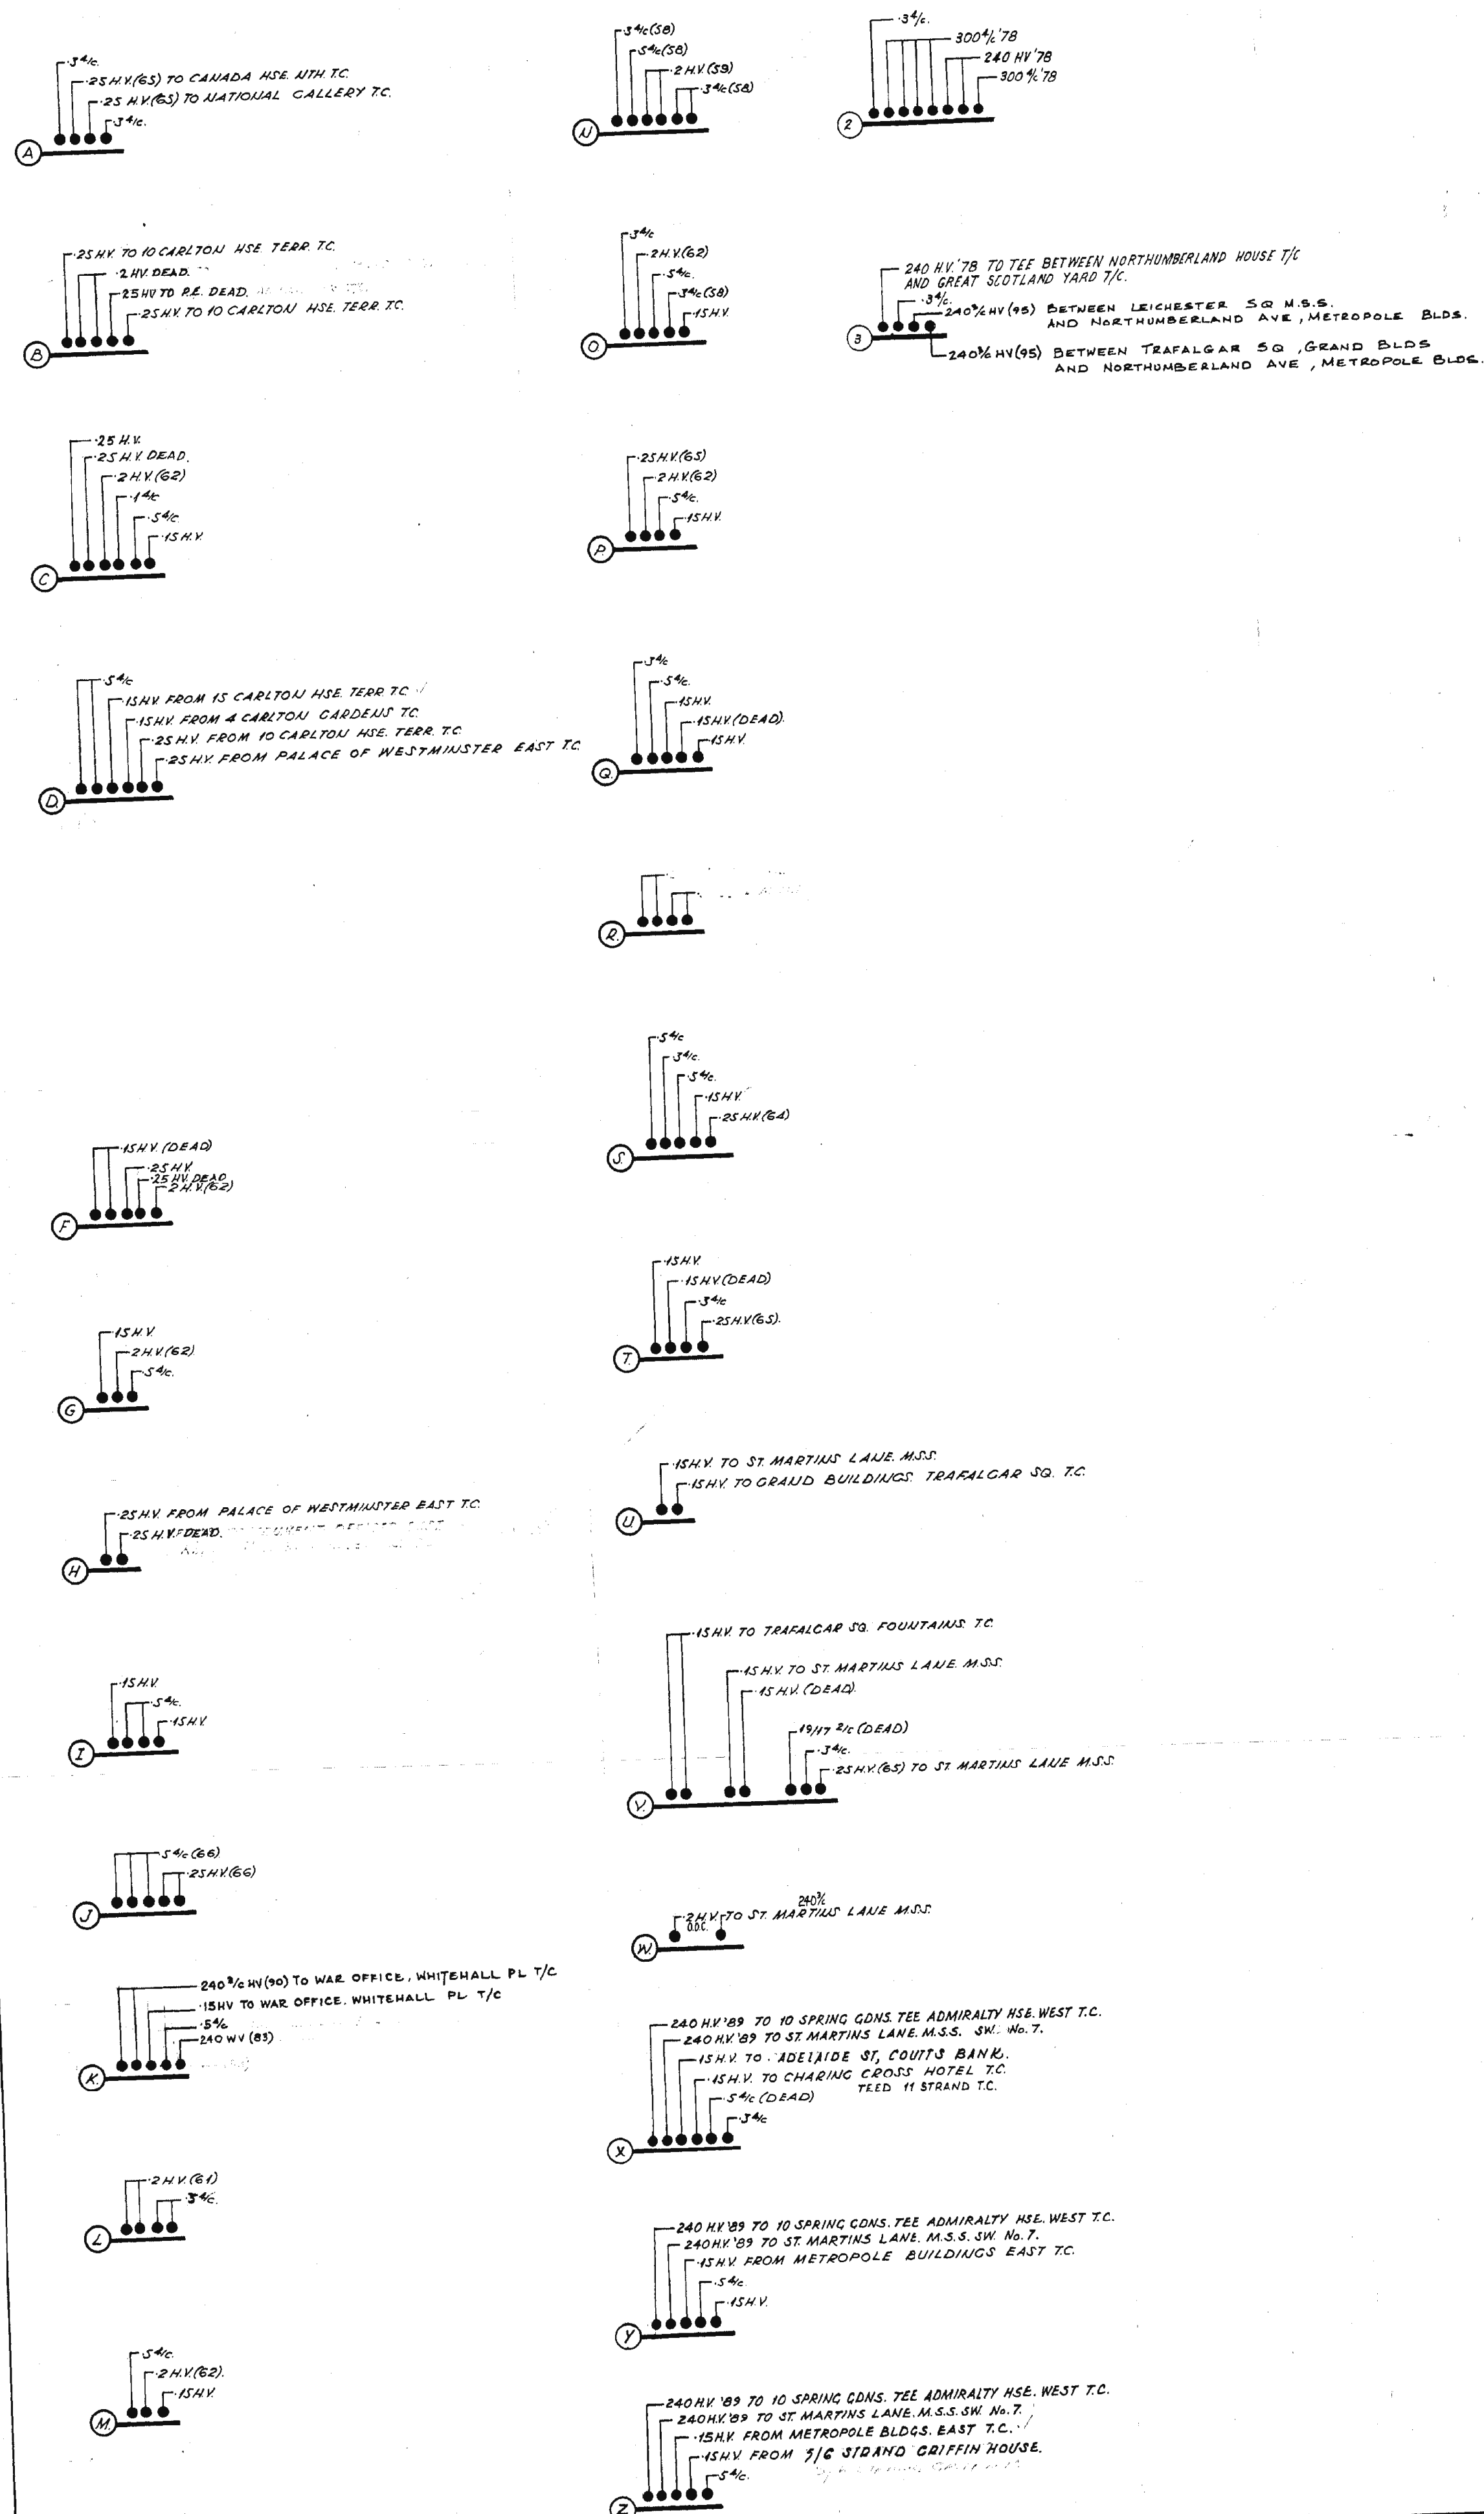 .3 4/c.
.25 H.V.(65) TO CANADA HSE. NTH. T.C.
.25 H.V.(65) TO NATIONAL GALLERY T.C.
.3 4/c.
A
.25 H.V. TO 10 CARLTON HSE. TERR. T.C.
.2 HV. DEAD.
.25 HV TO R.E. DEAD.
.25 H.V. TO 10 CARLTON HSE. TERR. T.C.
B
.25 H.V.
.25 H.V. DEAD.
.2 H.V.(62)
.1 4/c
.5 4/c.
.15 H.V.
C
.5 4/c
.15 H.V. FROM 15 CARLTON HSE. TERR. TC
.15 H.V. FROM 4 CARLTON GARDENS TC.
.25 H.V. FROM 10 CARLTON HSE. TERR. T.C.
.25 H.V. FROM PALACE OF WESTMINSTER EAST T.C.
D.
.15 H.V. (DEAD)
.25 H.V.
.25 HV. DEAD
.2 H.V.(62)
F
.15 H.V.
.2 H.V.(62)
.5 4/c.
G
.25 H.V. FROM PALACE OF WESTMINSTER EAST T.C.
.25 H.V. DEAD.
H
.15 H.V.
.5 4/c.
.15 H.V.
I
.5 4/c (66)
.25 H.V.(66)
J
240 3/c HV (90) TO WAR OFFICE, WHITEHALL PL T/C
.15HV TO WAR OFFICE. WHITEHALL PL T/C
.5 4/c
240 WV (83)
K.
.2 H.V. (61)
.3 4/c.
L
.5 4/c.
.2 H.V.(62).
.15 H.V.
M.
.3 4/c (58)
.5 4/c (58)
.2 H.V.(59)
.3 4/c (58)
N
.3 4/c
.2 H.V.(62)
.5 4/c.
.3 4/c (58)
.15 H.V.
O
.25 H.V.(65)
.2 H.V.(62)
.5 4/c.
.15 H.V.
P.
.3 4/c
.5 4/c.
.15 H.V.
.15 H.V.(DEAD).
.15 H.V.
Q.
R.
.5 4/c
.3 4/c.
.5 4/c.
.15 H.V.
.25 H.V.(64)
S.
.15 H.V.
.15 H.V.(DEAD)
.3 4/c
.25 H.V.(65).
T.
.15 H.V. TO ST. MARTINS LANE. M.S.S.
.15 H.V. TO GRAND BUILDINGS. TRAFALGAR SQ. T.C.
U
.15 H.V. TO TRAFALGAR SQ. FOUNTAINS. T.C.
.15 H.V. TO ST. MARTINS LANE. M.S.S.
.15 H.V. (DEAD).
19/17 2/c (DEAD)
.3 4/c.
.25 H.V.(65) TO ST. MARTINS LANE M.S.S.
V.
240 3/c
.2 H.V. TO ST. MARTINS LANE M.S.S.
O.O.C.
W.
240 H.V.'89 TO 10 SPRING GDNS. TEE ADMIRALTY HSE. WEST T.C.
240 H.V.'89 TO ST. MARTINS LANE. M.S.S. SW. No. 7.
.15 H.V. TO ADELAIDE ST, COUTTS BANK.
.15 H.V. TO CHARING CROSS HOTEL T.C.
TEED 11 STRAND T.C.
.5 4/c (DEAD)
.3 4/c
X
240 H.V.'89 TO 10 SPRING GDNS. TEE ADMIRALTY HSE. WEST T.C.
240 H.V.'89 TO ST. MARTINS LANE. M.S.S. SW. No. 7.
.15 H.V. FROM METROPOLE BUILDINGS EAST T.C.
.5 4/c.
.15 H.V.
Y
240 H.V. '89 TO 10 SPRING GDNS. TEE ADMIRALTY HSE. WEST T.C.
240 H.V.'89 TO ST. MARTINS LANE. M.S.S. SW. No. 7.
.15 H.V. FROM METROPOLE BLDGS. EAST T.C.
.15 H.V. FROM 5/6 STRAND GRIFFIN HOUSE.
.5 4/c.
Z
.3 4/c.
300 4/c '78
240 HV '78
300 4/c '78
2
240 H.V. '78 TO TEE BETWEEN NORTHUMBERLAND HOUSE T/C
AND GREAT SCOTLAND YARD T/C.
.3 4/c.
240 3/c HV (95) BETWEEN LEICHESTER SQ M.S.S.
AND NORTHUMBERLAND AVE, METROPOLE BLDS.
3
240 3/c HV (95) BETWEEN TRAFALGAR SQ, GRAND BLDS
AND NORTHUMBERLAND AVE, METROPOLE BLDS.